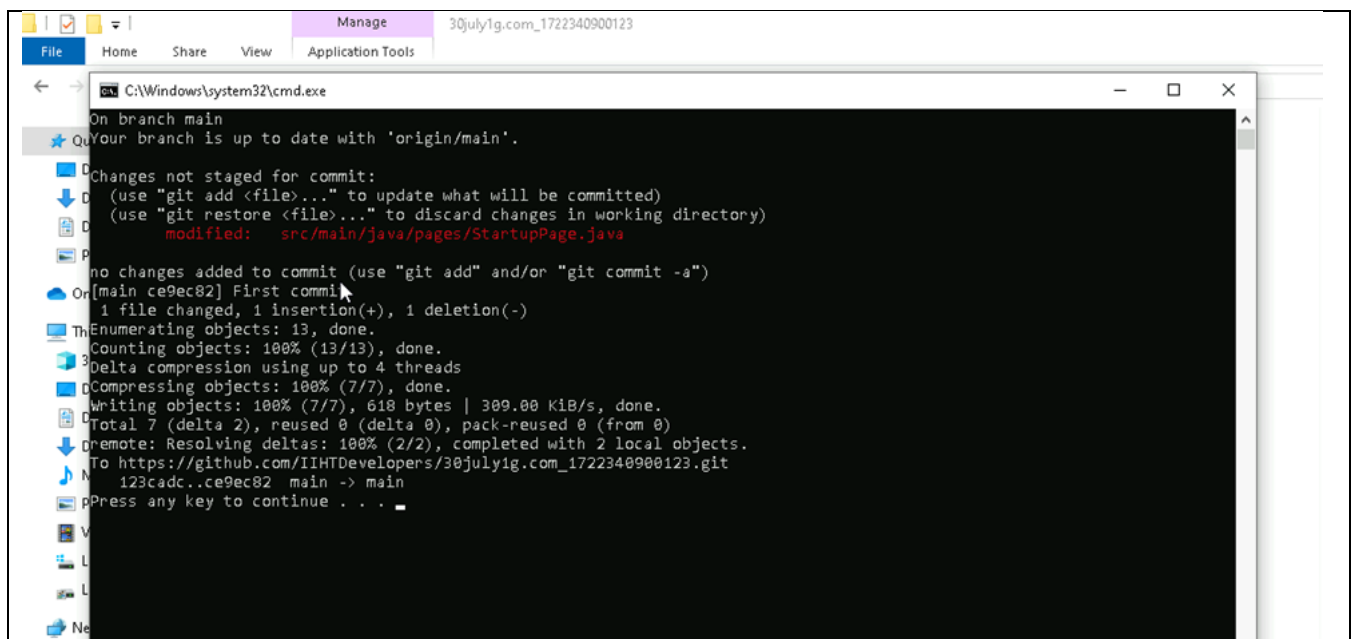 Manage
30july1g.com_1722340900123
File
Home
Share
View
Application Tools
C:\Windows\system32\cmd.exe
On branch main
Your branch is up to date with 'origin/main'.
Changes not staged for commit:
(use "git add <file>..." to update what will be committed)
(use "git restore <file>..." to discard changes in working directory)
modified: src/main/java/pages/StartupPage.java
no changes added to commit (use "git add" and/or "git commit -a")
[main ce9ec82] First commit
1 file changed, 1 insertion(+), 1 deletion(-)
Enumerating objects: 13, done.
Counting objects: 100% (13/13), done.
Delta compression using up to 4 threads
Compressing objects: 100% (7/7), done.
Writing objects: 100% (7/7), 618 bytes | 309.00 KiB/s, done.
Total 7 (delta 2), reused 0 (delta 0), pack-reused 0 (from 0)
remote: Resolving deltas: 100% (2/2), completed with 2 local objects.
To https://github.com/IIHTDevelopers/30july1g.com_1722340900123.git
123cadc..ce9ec82 main -> main
Press any key to continue . . .